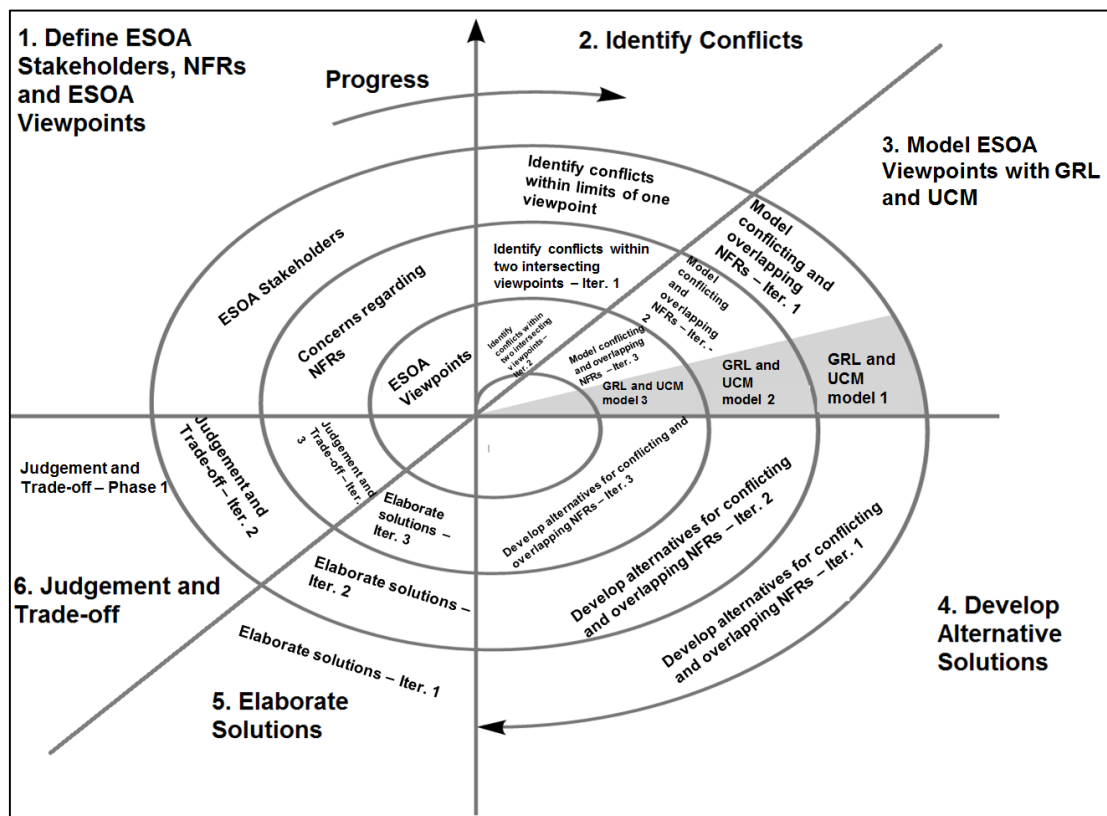 1. Define ESOA
Stakeholders, NFRs
and ESOA
Viewpoints
2. Identify Conflicts
Progress
3. Model ESOA
Viewpoints with GRL
and UCM
Identify conflicts
within limits of one
viewpoint
Model
conflicting and
overlapping
NFRs – Iter. 1
ESOA Stakeholders
Concerns regarding
NFRs
Identify conflicts within
two intersecting
viewpoints – Iter. 1
Model conflicting
and
overlapping
NFRs – Iter. -
2
ESOA
Viewpoints
Identify
conflicts within
two intersecting
viewpoints–
Iter. 2
Model conflicting
and overlapping
NFRs – Iter. 3
GRL and UCM
model 3
GRL and
UCM
model 2
GRL and
UCM
model 1
Judgement and
Trade-off – Phase 1
Judgement and
Trade-off – Iter. 2
Judgement and
Trade-off – Iter.
3
Elaborate
solutions –
Iter. 3
Develop alternatives for conflicting and
overlapping NFRs – Iter. 3
Develop alternatives for conflicting
and overlapping NFRs – Iter. 2
Develop alternatives for conflicting
and overlapping NFRs – Iter. 1
6. Judgement and
Trade-off
Elaborate solutions –
Iter. 2
Elaborate solutions – Iter. 1
4. Develop
Alternative
Solutions
5. Elaborate
Solutions